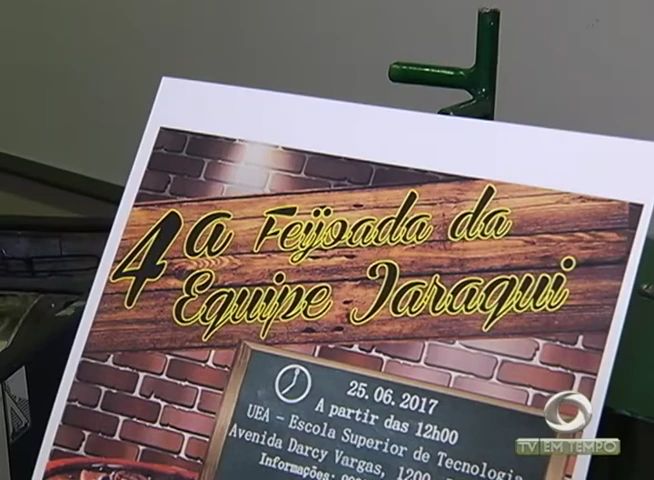 4ª Feijoada da
Equipe Jaraqui
25.06.2017
A partir das 12h00
UEA – Escola Superior de Tecnologia
Avenida Darcy Vargas, 1200
Informações:
TV EM TEMPO